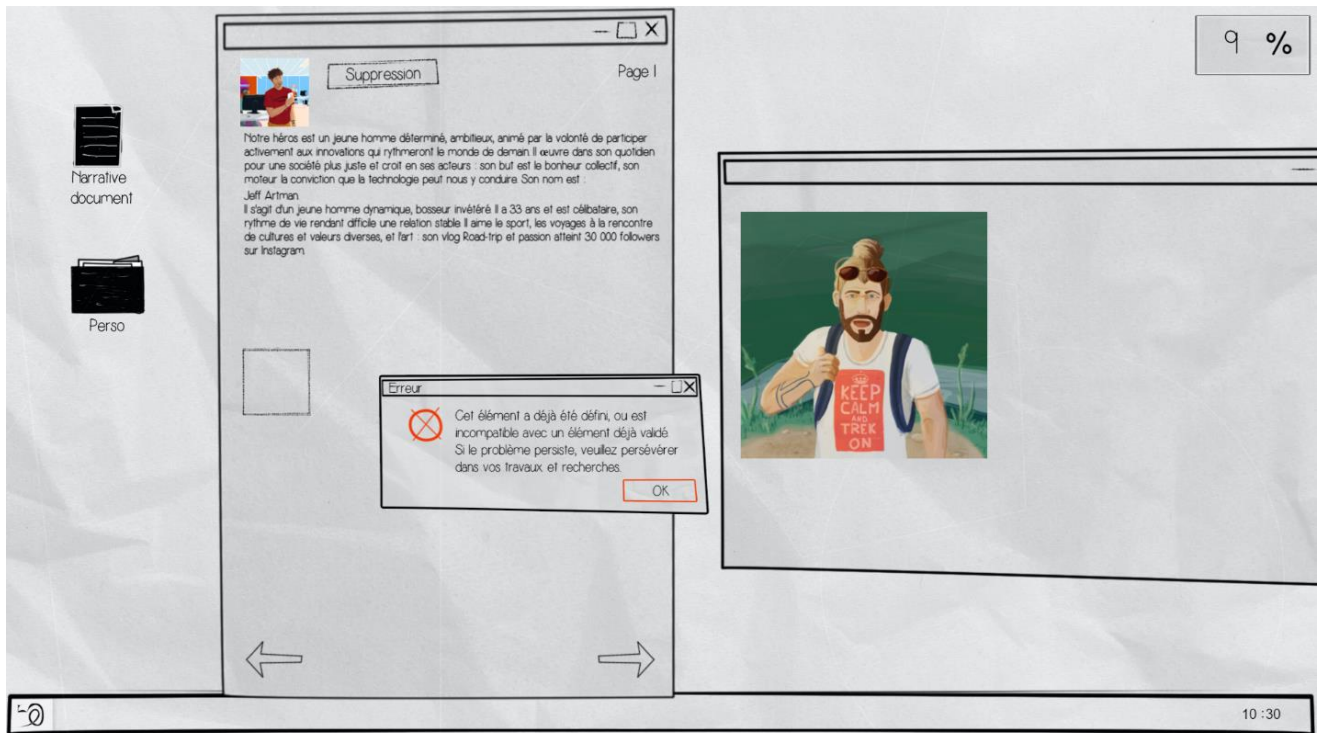 9 %
Suppression
Page 1
Notre héros est un jeune homme déterminé, ambitieux, animé par la volonté de participer
activement aux innovations qui rythmeront le monde de demain. Il œuvre dans son quotidien
pour une société plus juste et croit en ses acteurs : son but est le bonheur collectif, son
moteur la conviction que la technologie peut nous y conduire. Son nom est :
Jeff Artman.
Il s'agit d'un jeune homme dynamique, bosseur invétéré. Il a 33 ans et est célibataire, son
rythme de vie rendant difficile une relation stable. Il aime le sport, les voyages à la rencontre
de cultures et valeurs diverses, et l'art : son vlog Road-trip et passion atteint 30 000 followers
sur Instagram.
Narrative
document
Perso
Erreur
Cet élément a déjà été défini, ou est
incompatible avec un élément déjà validé.
Si le problème persiste, veuillez persévérer
dans vos travaux et recherches.
OK
KEEP
CALM
AND
TREK
ON
10 :30